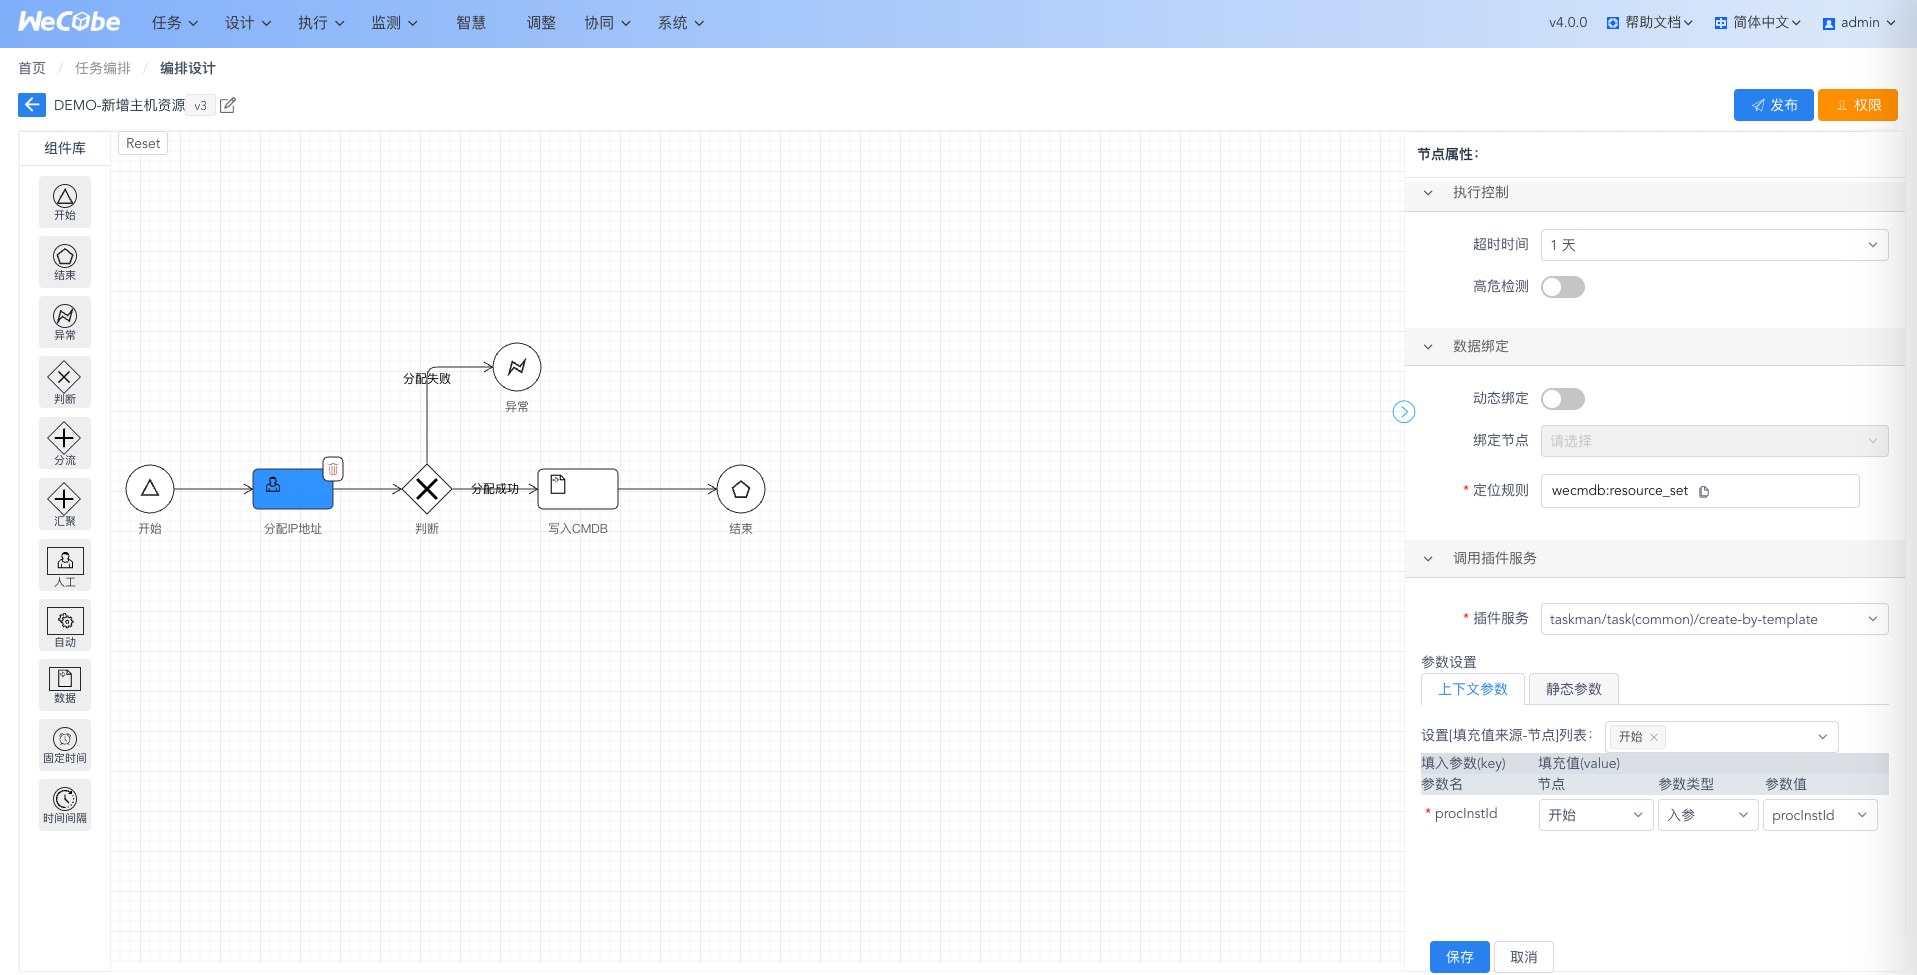 WeCube 任务 设计 执行 监测 智慧 调整 协同 系统 v4.0.0 帮助文档 简体中文 admin
首页 / 任务编排 / 编排设计
DEMO-新增主机资源 v3 发布 权限
组件库
Reset
开始
结束
异常
判断
分流
汇聚
人工
自动
数据
固定时间
时间间隔
分配失败
异常
分配成功
开始
分配IP地址
判断
写入CMDB
结束
节点属性：
执行控制
超时时间 1 天
高危检测
数据绑定
动态绑定
绑定节点 请选择
* 定位规则 wecmdb:resource_set
调用插件服务
* 插件服务 taskman/task(common)/create-by-template
参数设置
上下文参数 静态参数
设置[填充值来源-节点]列表： 开始
填入参数(key) 填充值(value)
参数名 节点 参数类型 参数值
* procInstId 开始 入参 procInstId
保存 取消